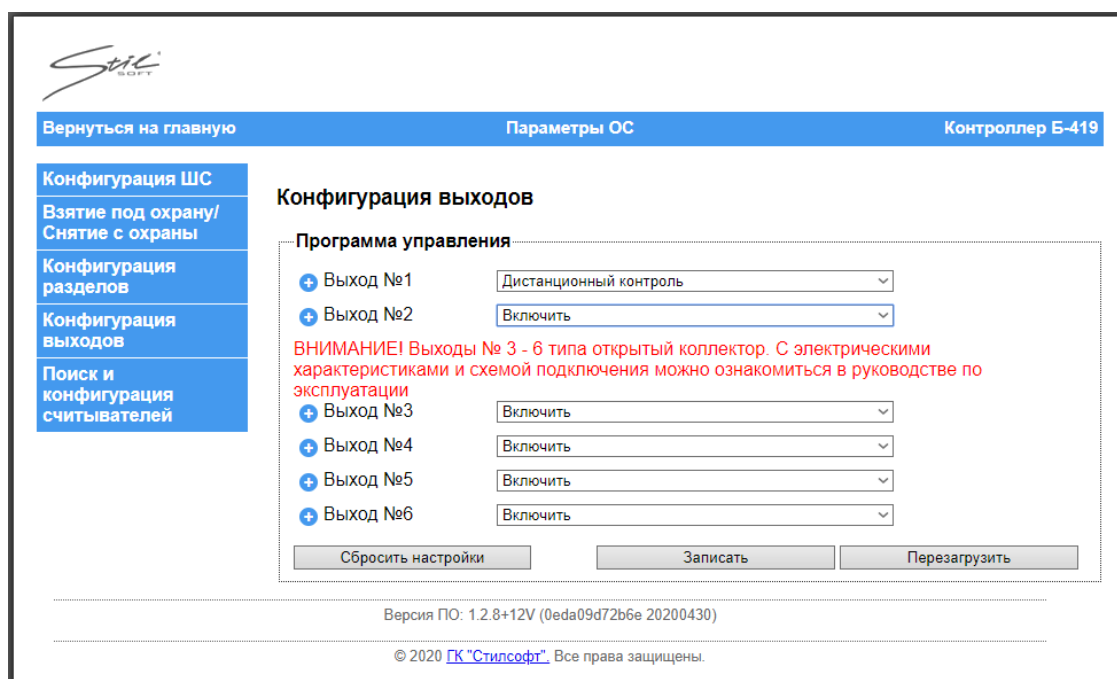 Stil
SOFT
Вернуться на главную Параметры ОС Контроллер Б-419
Конфигурация ШС
Взятие под охрану/
Снятие с охраны
Конфигурация
разделов
Конфигурация
выходов
Поиск и
конфигурация
считывателей
Конфигурация выходов
Программа управления
Выход №1 Дистанционный контроль
Выход №2 Включить
ВНИМАНИЕ! Выходы № 3 - 6 типа открытый коллектор. С электрическими
характеристиками и схемой подключения можно ознакомиться в руководстве по
эксплуатации
Выход №3 Включить
Выход №4 Включить
Выход №5 Включить
Выход №6 Включить
Сбросить настройки Записать Перезагрузить
Версия ПО: 1.2.8+12V (0eda09d72b6e 20200430)
© 2020 ГК "Стилсофт". Все права защищены.